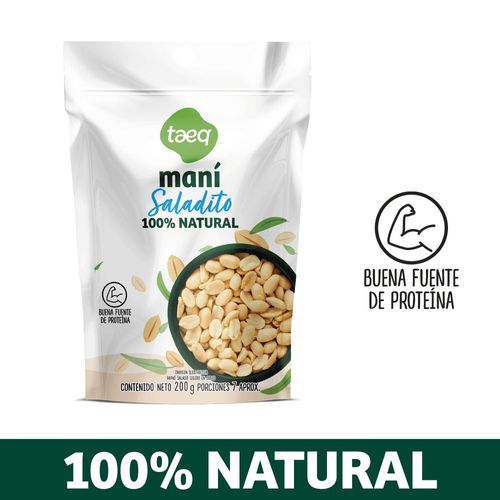 taeq
maní
Saladito
100% NATURAL
BUENA FUENTE
DE PROTEÍNA
CONTENIDO NETO 200 g PORCIONES 7 APROX.
BUENA FUENTE
DE PROTEÍNA
100% NATURAL